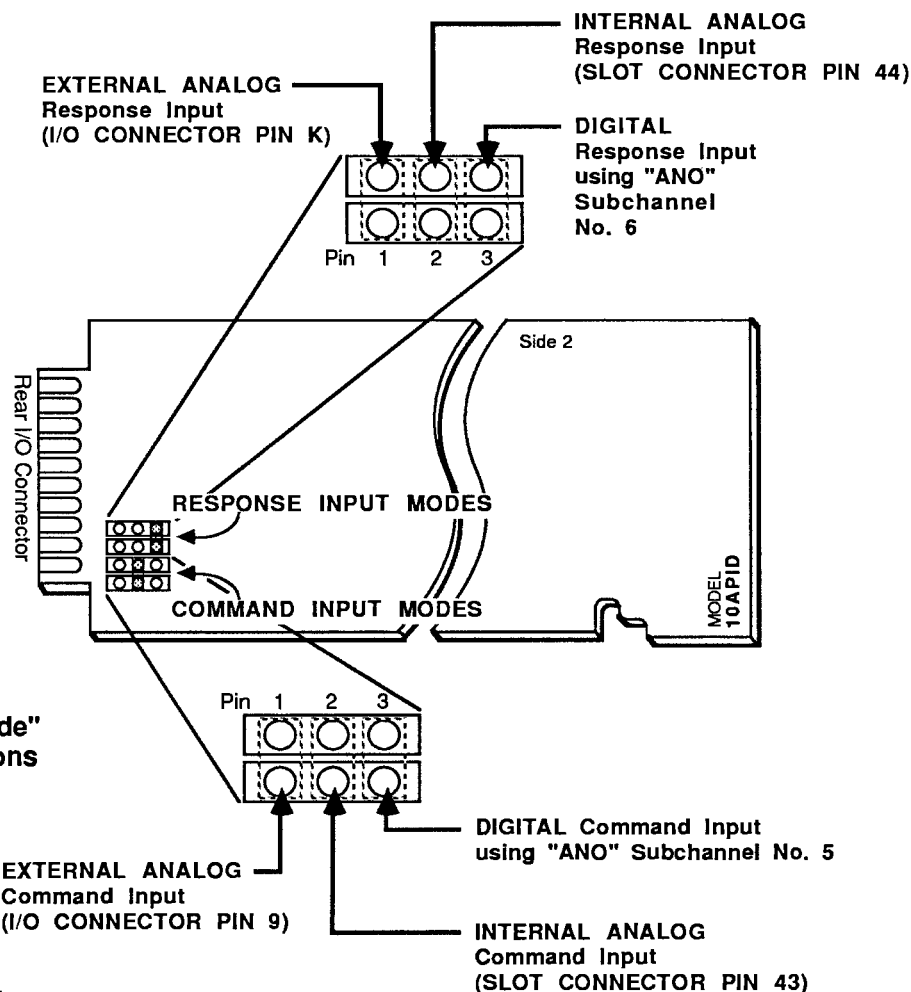 INTERNAL ANALOG
Response Input
(SLOT CONNECTOR PIN 44)
EXTERNAL ANALOG
Response Input
(I/O CONNECTOR PIN K)
DIGITAL
Response Input
using "ANO"
Subchannel
No. 6
Pin 1 2 3
Side 2
Rear I/O Connector
RESPONSE INPUT MODES
COMMAND INPUT MODES
MODEL
10APID
Pin 1 2 3
DIGITAL Command Input
using "ANO" Subchannel No. 5
EXTERNAL ANALOG
Command Input
(I/O CONNECTOR PIN 9)
INTERNAL ANALOG
Command Input
(SLOT CONNECTOR PIN 43)